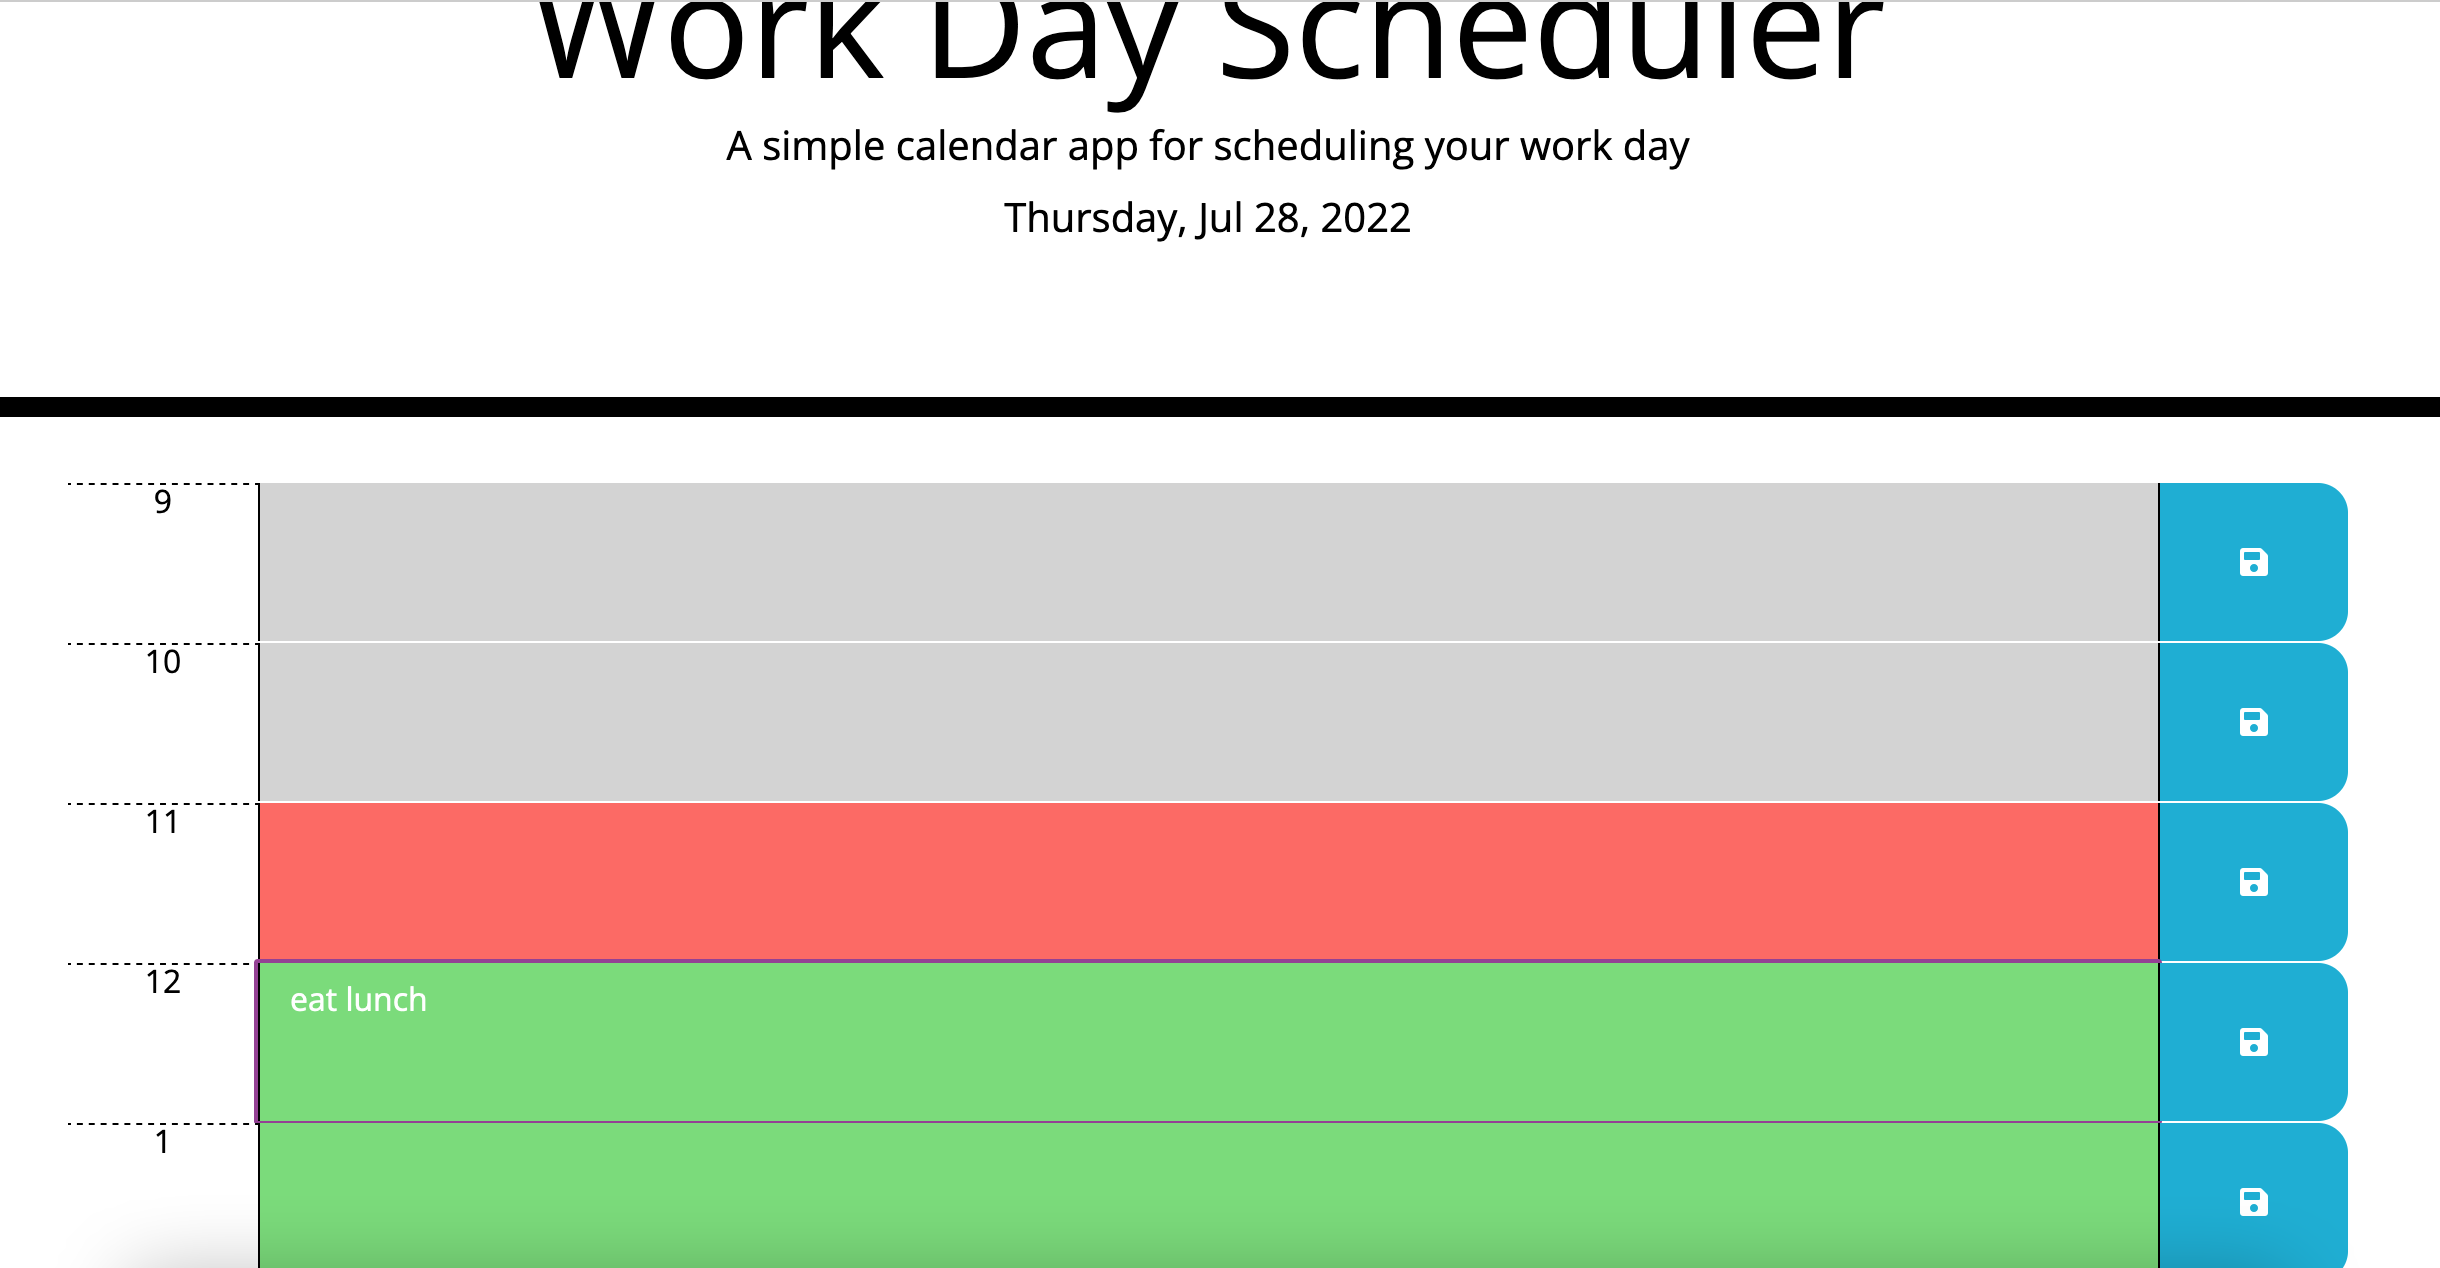 Work Day Scheduler
A simple calendar app for scheduling your work day
Thursday, Jul 28, 2022
9
10
11
12
eat lunch
1